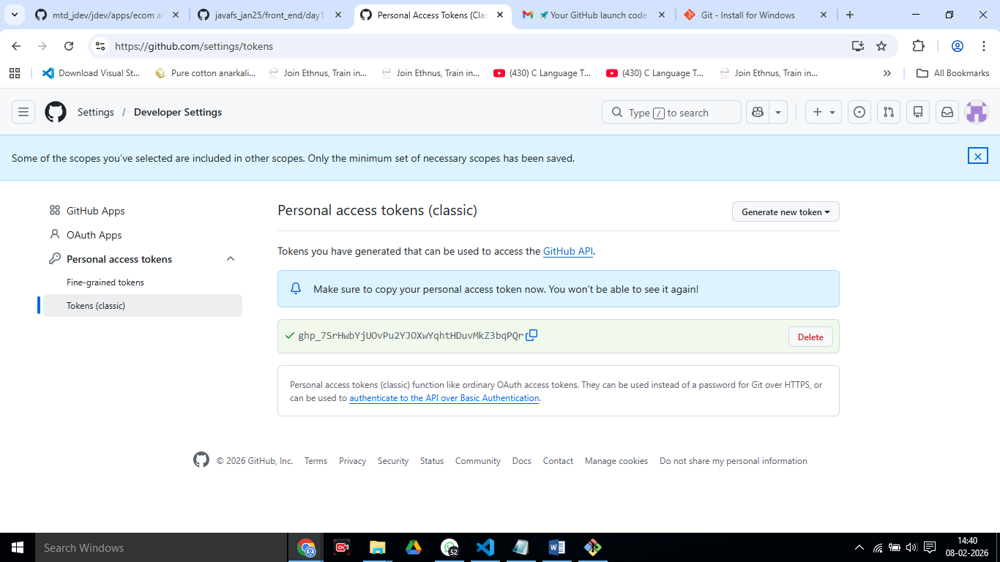 mtd_jdev/jdev/apps/ecom a
javafs_jan25/front_end/day1
Personal Access Tokens (Clas
Your GitHub launch code
Git - Install for Windows
https://github.com/settings/tokens
Download Visual St...
Pure cotton anarkali...
Join Ethnus, Train in...
Join Ethnus, Train in...
(430) C Language T...
(430) C Language T...
Join Ethnus, Train in...
All Bookmarks
Settings / Developer Settings
Type / to search
Some of the scopes you’ve selected are included in other scopes. Only the minimum set of necessary scopes has been saved.
GitHub Apps
OAuth Apps
Personal access tokens
Fine-grained tokens
Tokens (classic)
Personal access tokens (classic)
Generate new token
Tokens you have generated that can be used to access the GitHub API.
Make sure to copy your personal access token now. You won’t be able to see it again!
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
Delete
Personal access tokens (classic) function like ordinary OAuth access tokens. They can be used instead of a password for Git over HTTPS, or
can be used to authenticate to the API over Basic Authentication.
© 2026 GitHub, Inc.
Terms
Privacy
Security
Status
Community
Docs
Contact
Manage cookies
Do not share my personal information
Search Windows
52
14:40
08-02-2026